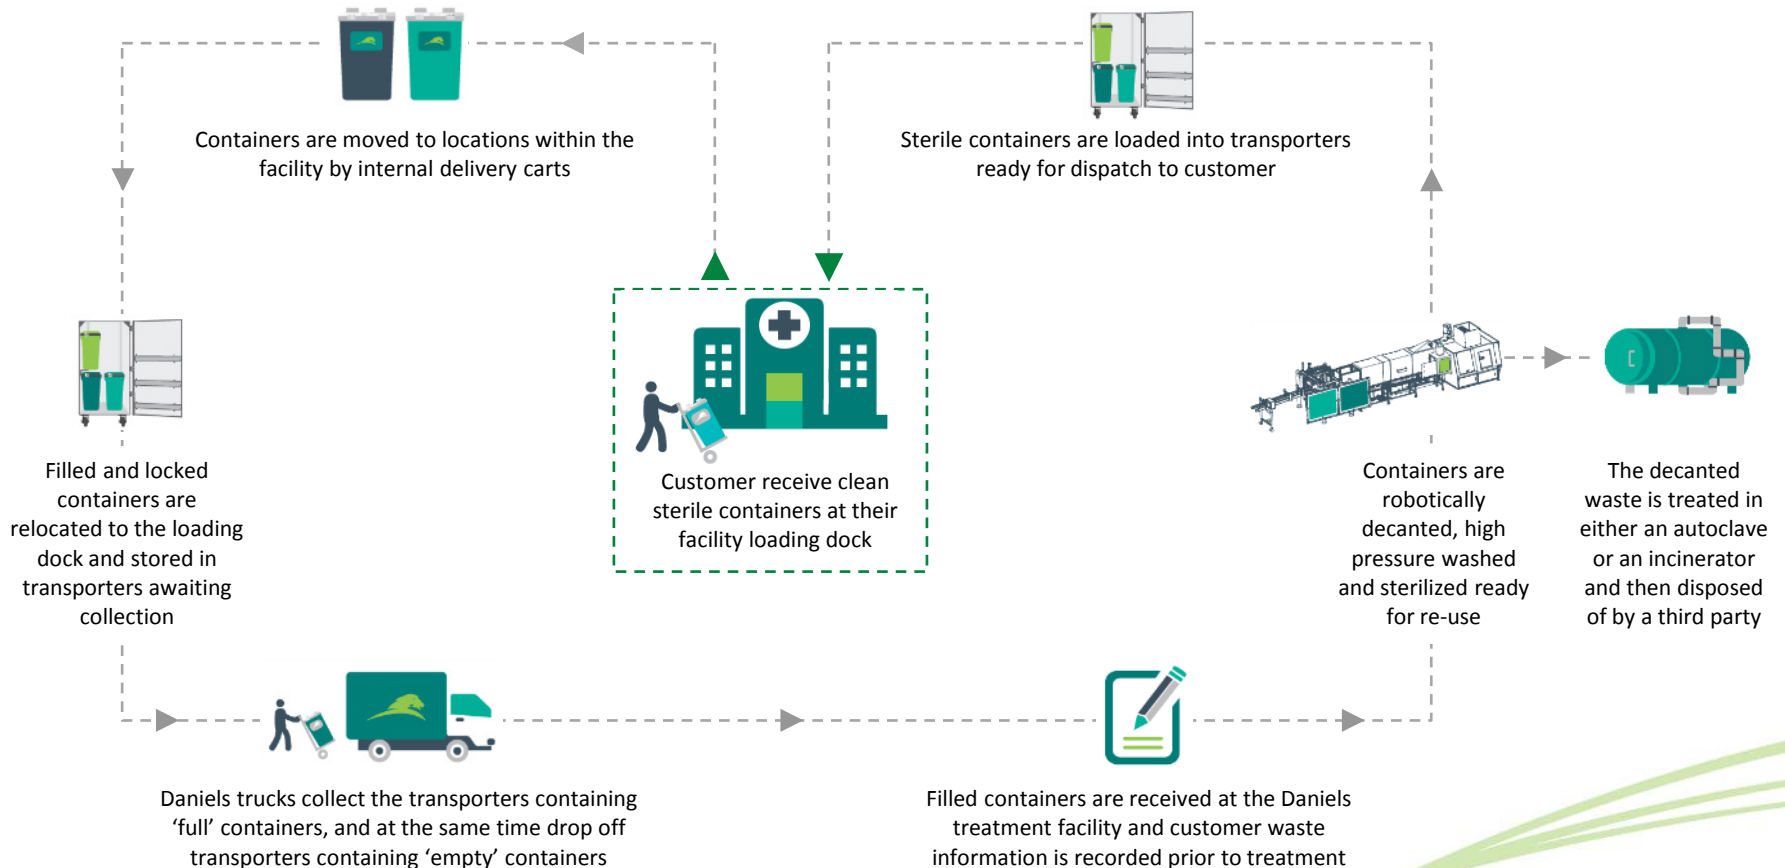 Containers are moved to locations within the
facility by internal delivery carts
Sterile containers are loaded into transporters
ready for dispatch to customer
Customer receive clean
sterile containers at their
facility loading dock
Filled and locked
containers are
relocated to the loading
dock and stored in
transporters awaiting
collection
Containers are
robotically
decanted, high
pressure washed
and sterilized ready
for re-use
The decanted
waste is treated in
either an autoclave
or an incinerator
and then disposed
of by a third party
Daniels trucks collect the transporters containing
‘full’ containers, and at the same time drop off
transporters containing ‘empty’ containers
Filled containers are received at the Daniels
treatment facility and customer waste
information is recorded prior to treatment